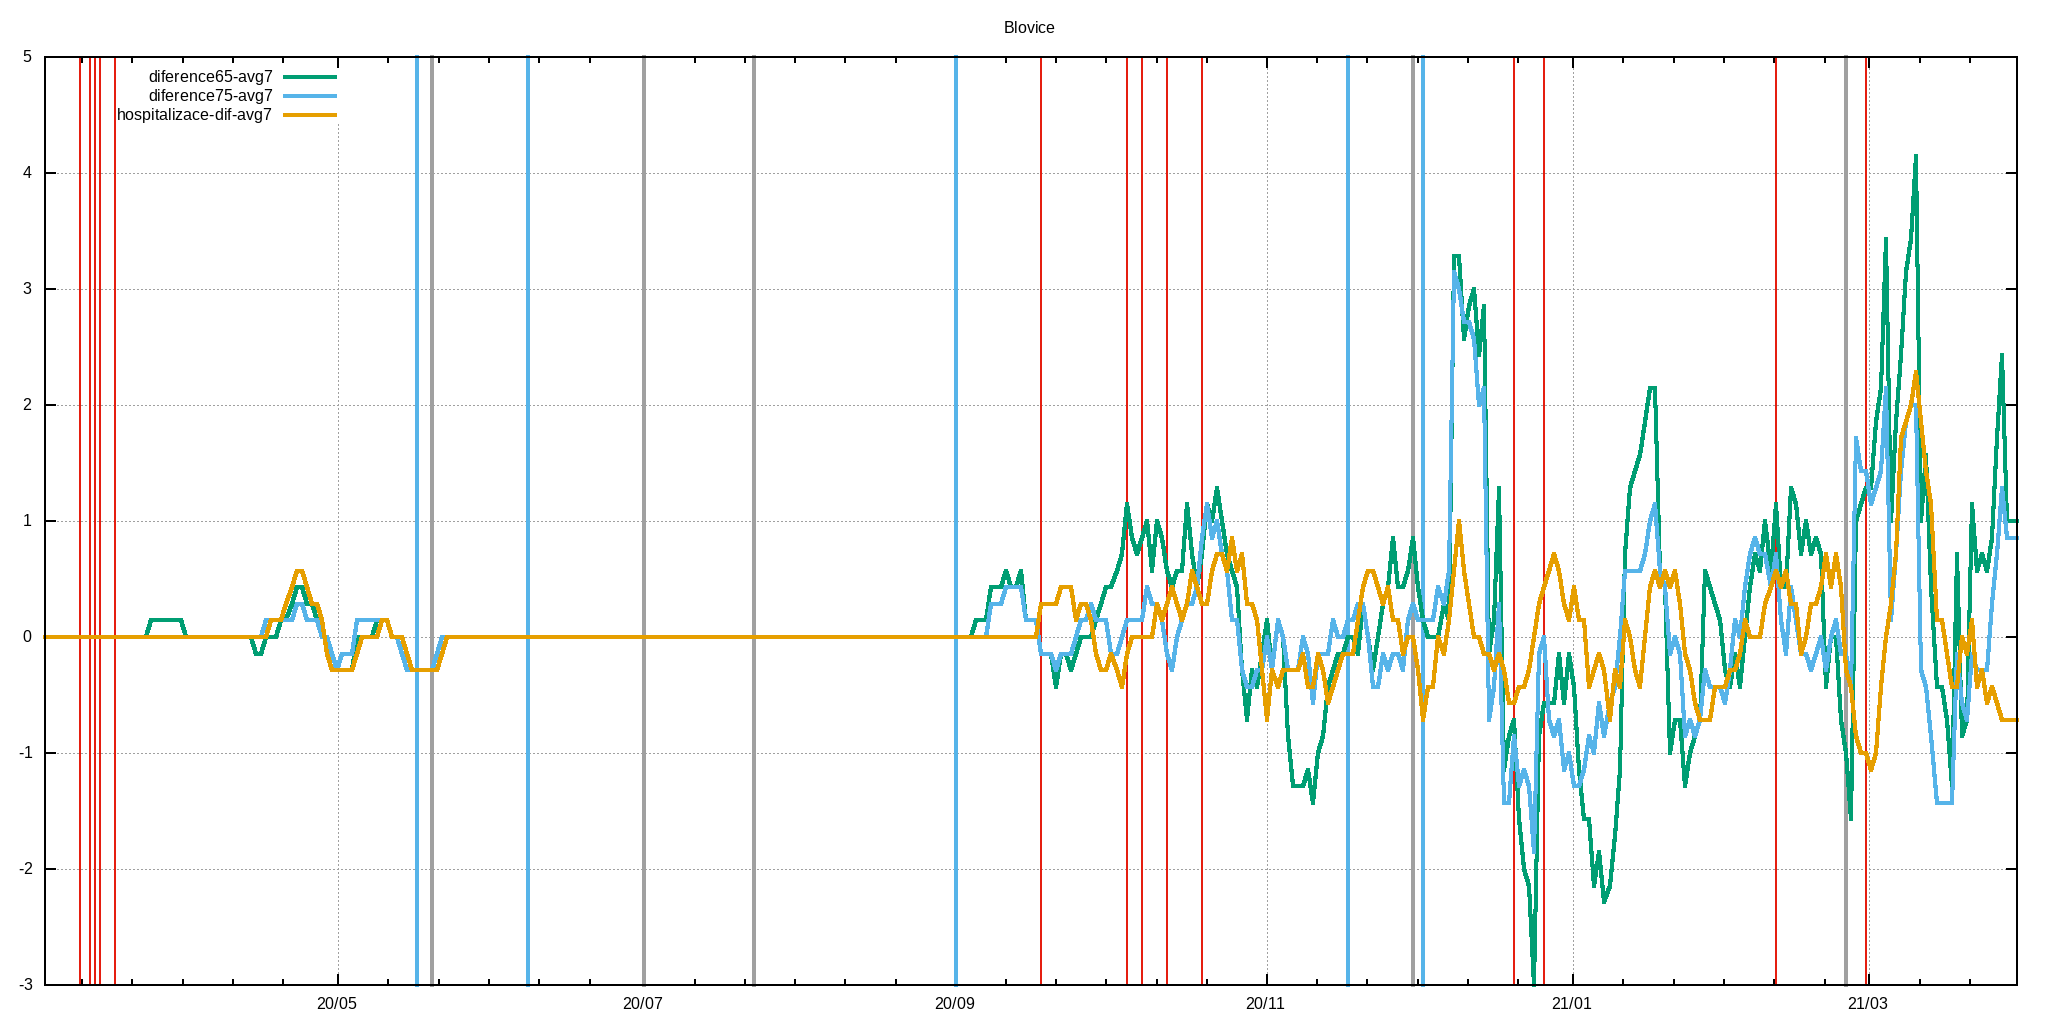 Blovice
diference65-avg7
diference75-avg7
hospitalizace-dif-avg7
5
4
3
2
1
0
-1
-2
-3
20/05 20/07 20/09 20/11 21/01 21/03